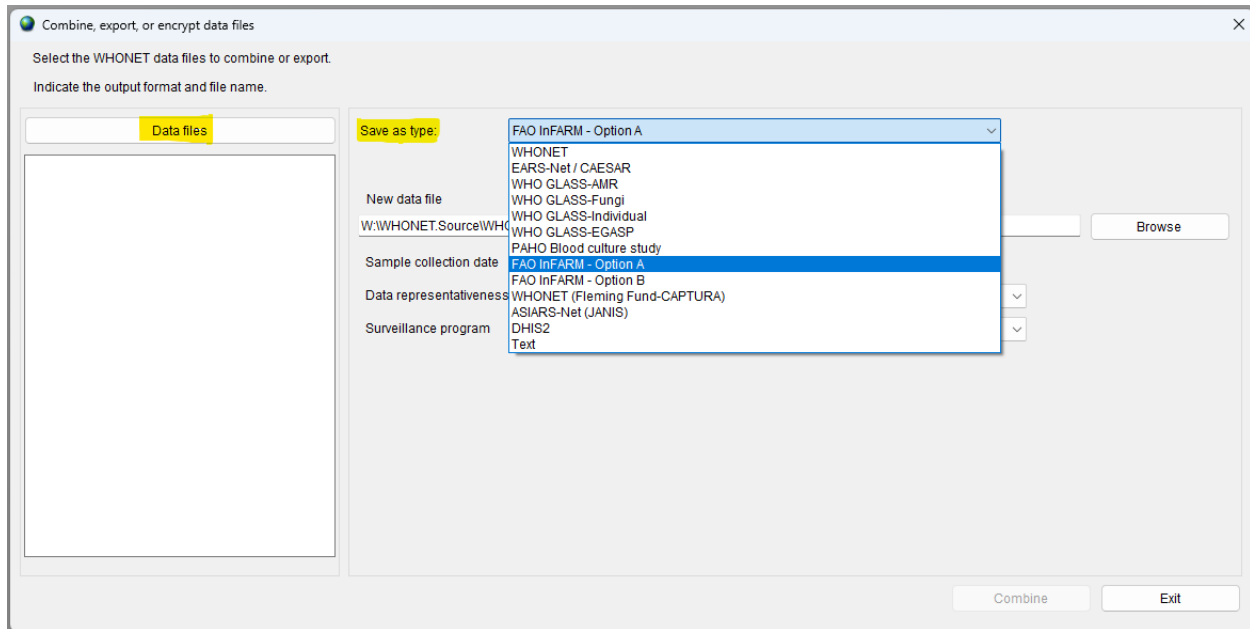 Combine, export, or encrypt data files
Select the WHONET data files to combine or export.
Indicate the output format and file name.
Data files
Save as type:
FAO InFARM - Option A
WHONET
EARS-Net / CAESAR
WHO GLASS-AMR
WHO GLASS-Fungi
WHO GLASS-Individual
WHO GLASS-EGASP
PAHO Blood culture study
FAO InFARM - Option A
FAO InFARM - Option B
WHONET (Fleming Fund-CAPTURA)
ASIARS-Net (JANIS)
DHIS2
Text
New data file
W:\WHONET.Source\WHO
Browse
Sample collection date
Data representativeness
Surveillance program
Combine
Exit